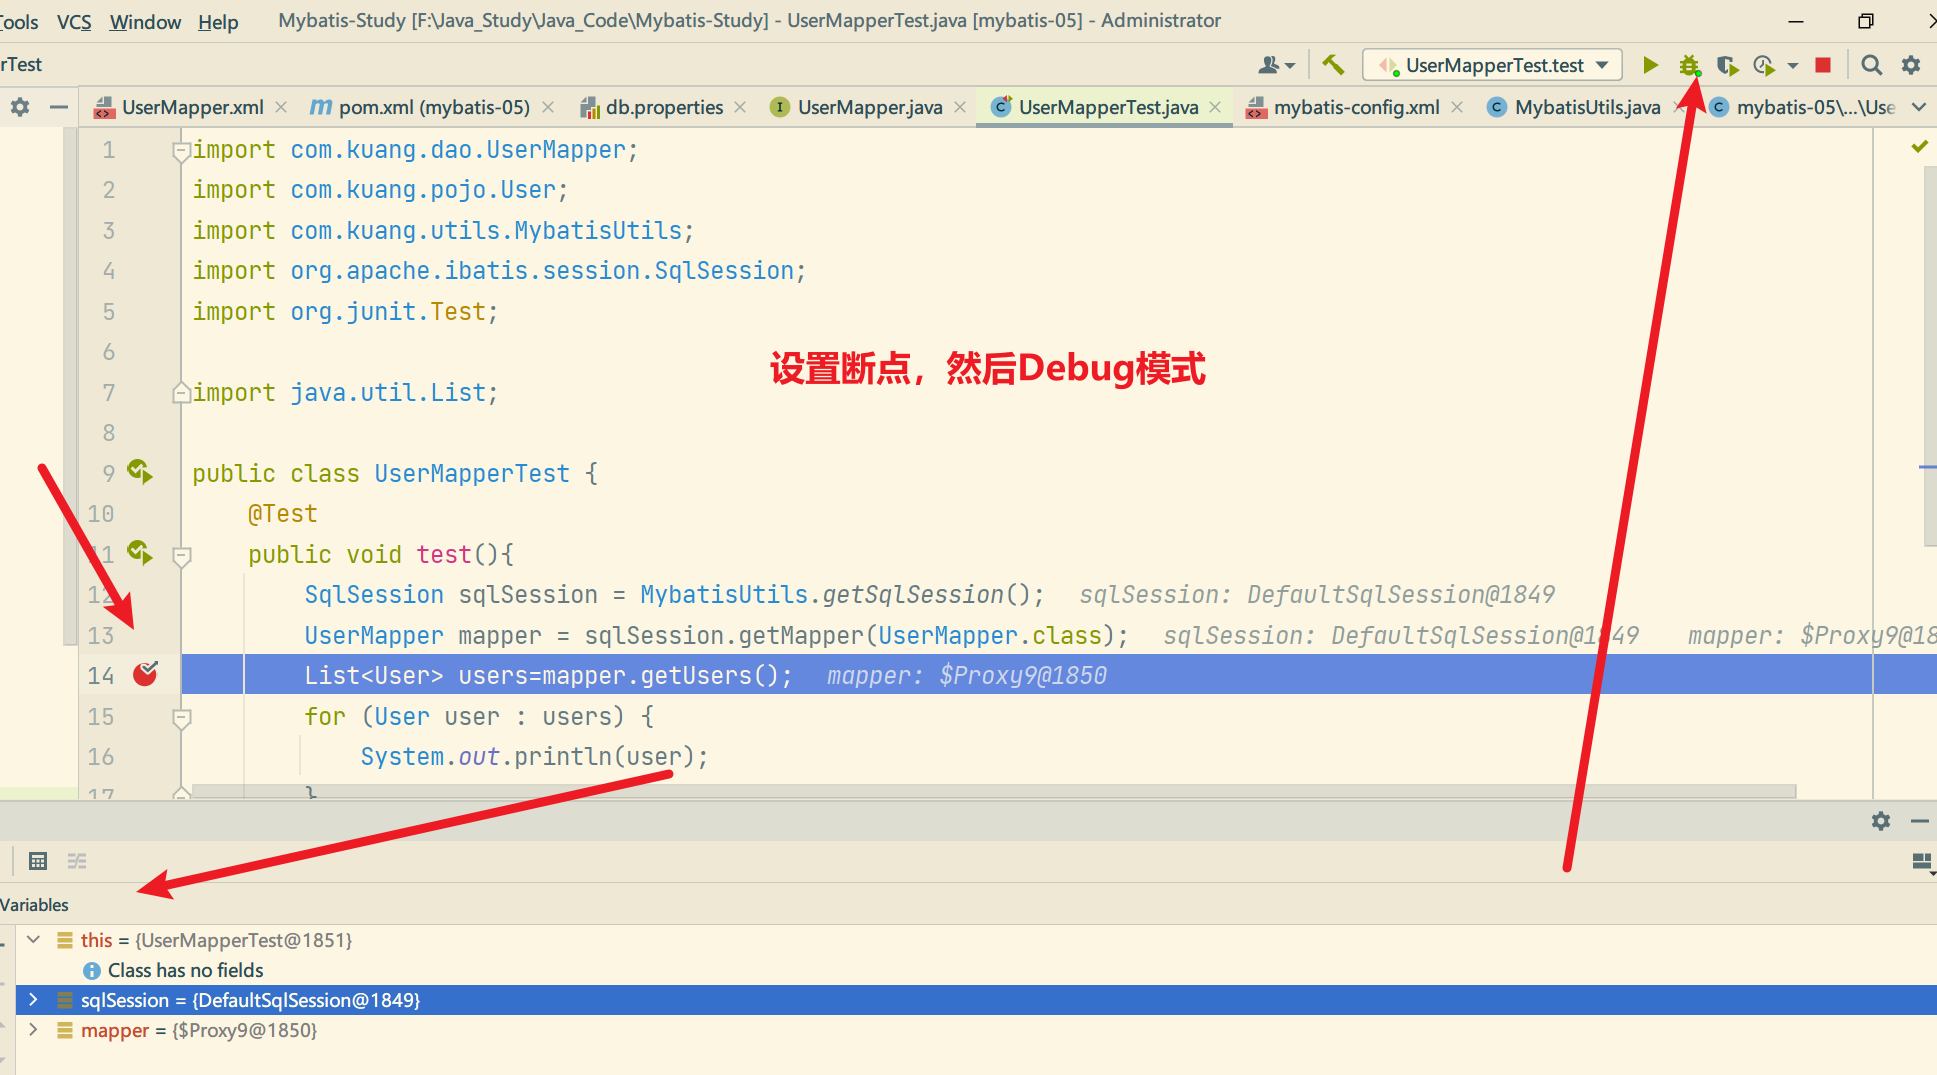 Tools VCS Window Help Mybatis-Study [F:\Java_Study\Java_Code\Mybatis-Study] - UserMapperTest.java [mybatis-05] - Administrator
rTest UserMapperTest.test
UserMapper.xml pom.xml (mybatis-05) db.properties UserMapper.java UserMapperTest.java mybatis-config.xml MybatisUtils.java mybatis-05\...\Use
1 import com.kuang.dao.UserMapper;
2 import com.kuang.pojo.User;
3 import com.kuang.utils.MybatisUtils;
4 import org.apache.ibatis.session.SqlSession;
5 import org.junit.Test;
6
设置断点，然后Debug模式
7 import java.util.List;
8
9 public class UserMapperTest {
10 @Test
11 public void test(){
12 SqlSession sqlSession = MybatisUtils.getSqlSession(); sqlSession: DefaultSqlSession@1849
13 UserMapper mapper = sqlSession.getMapper(UserMapper.class); sqlSession: DefaultSqlSession@1849 mapper: $Proxy9@18
14 List<User> users=mapper.getUsers(); mapper: $Proxy9@1850
15 for (User user : users) {
16 System.out.println(user);
17 }
Variables
this = {UserMapperTest@1851}
Class has no fields
sqlSession = {DefaultSqlSession@1849}
mapper = {$Proxy9@1850}